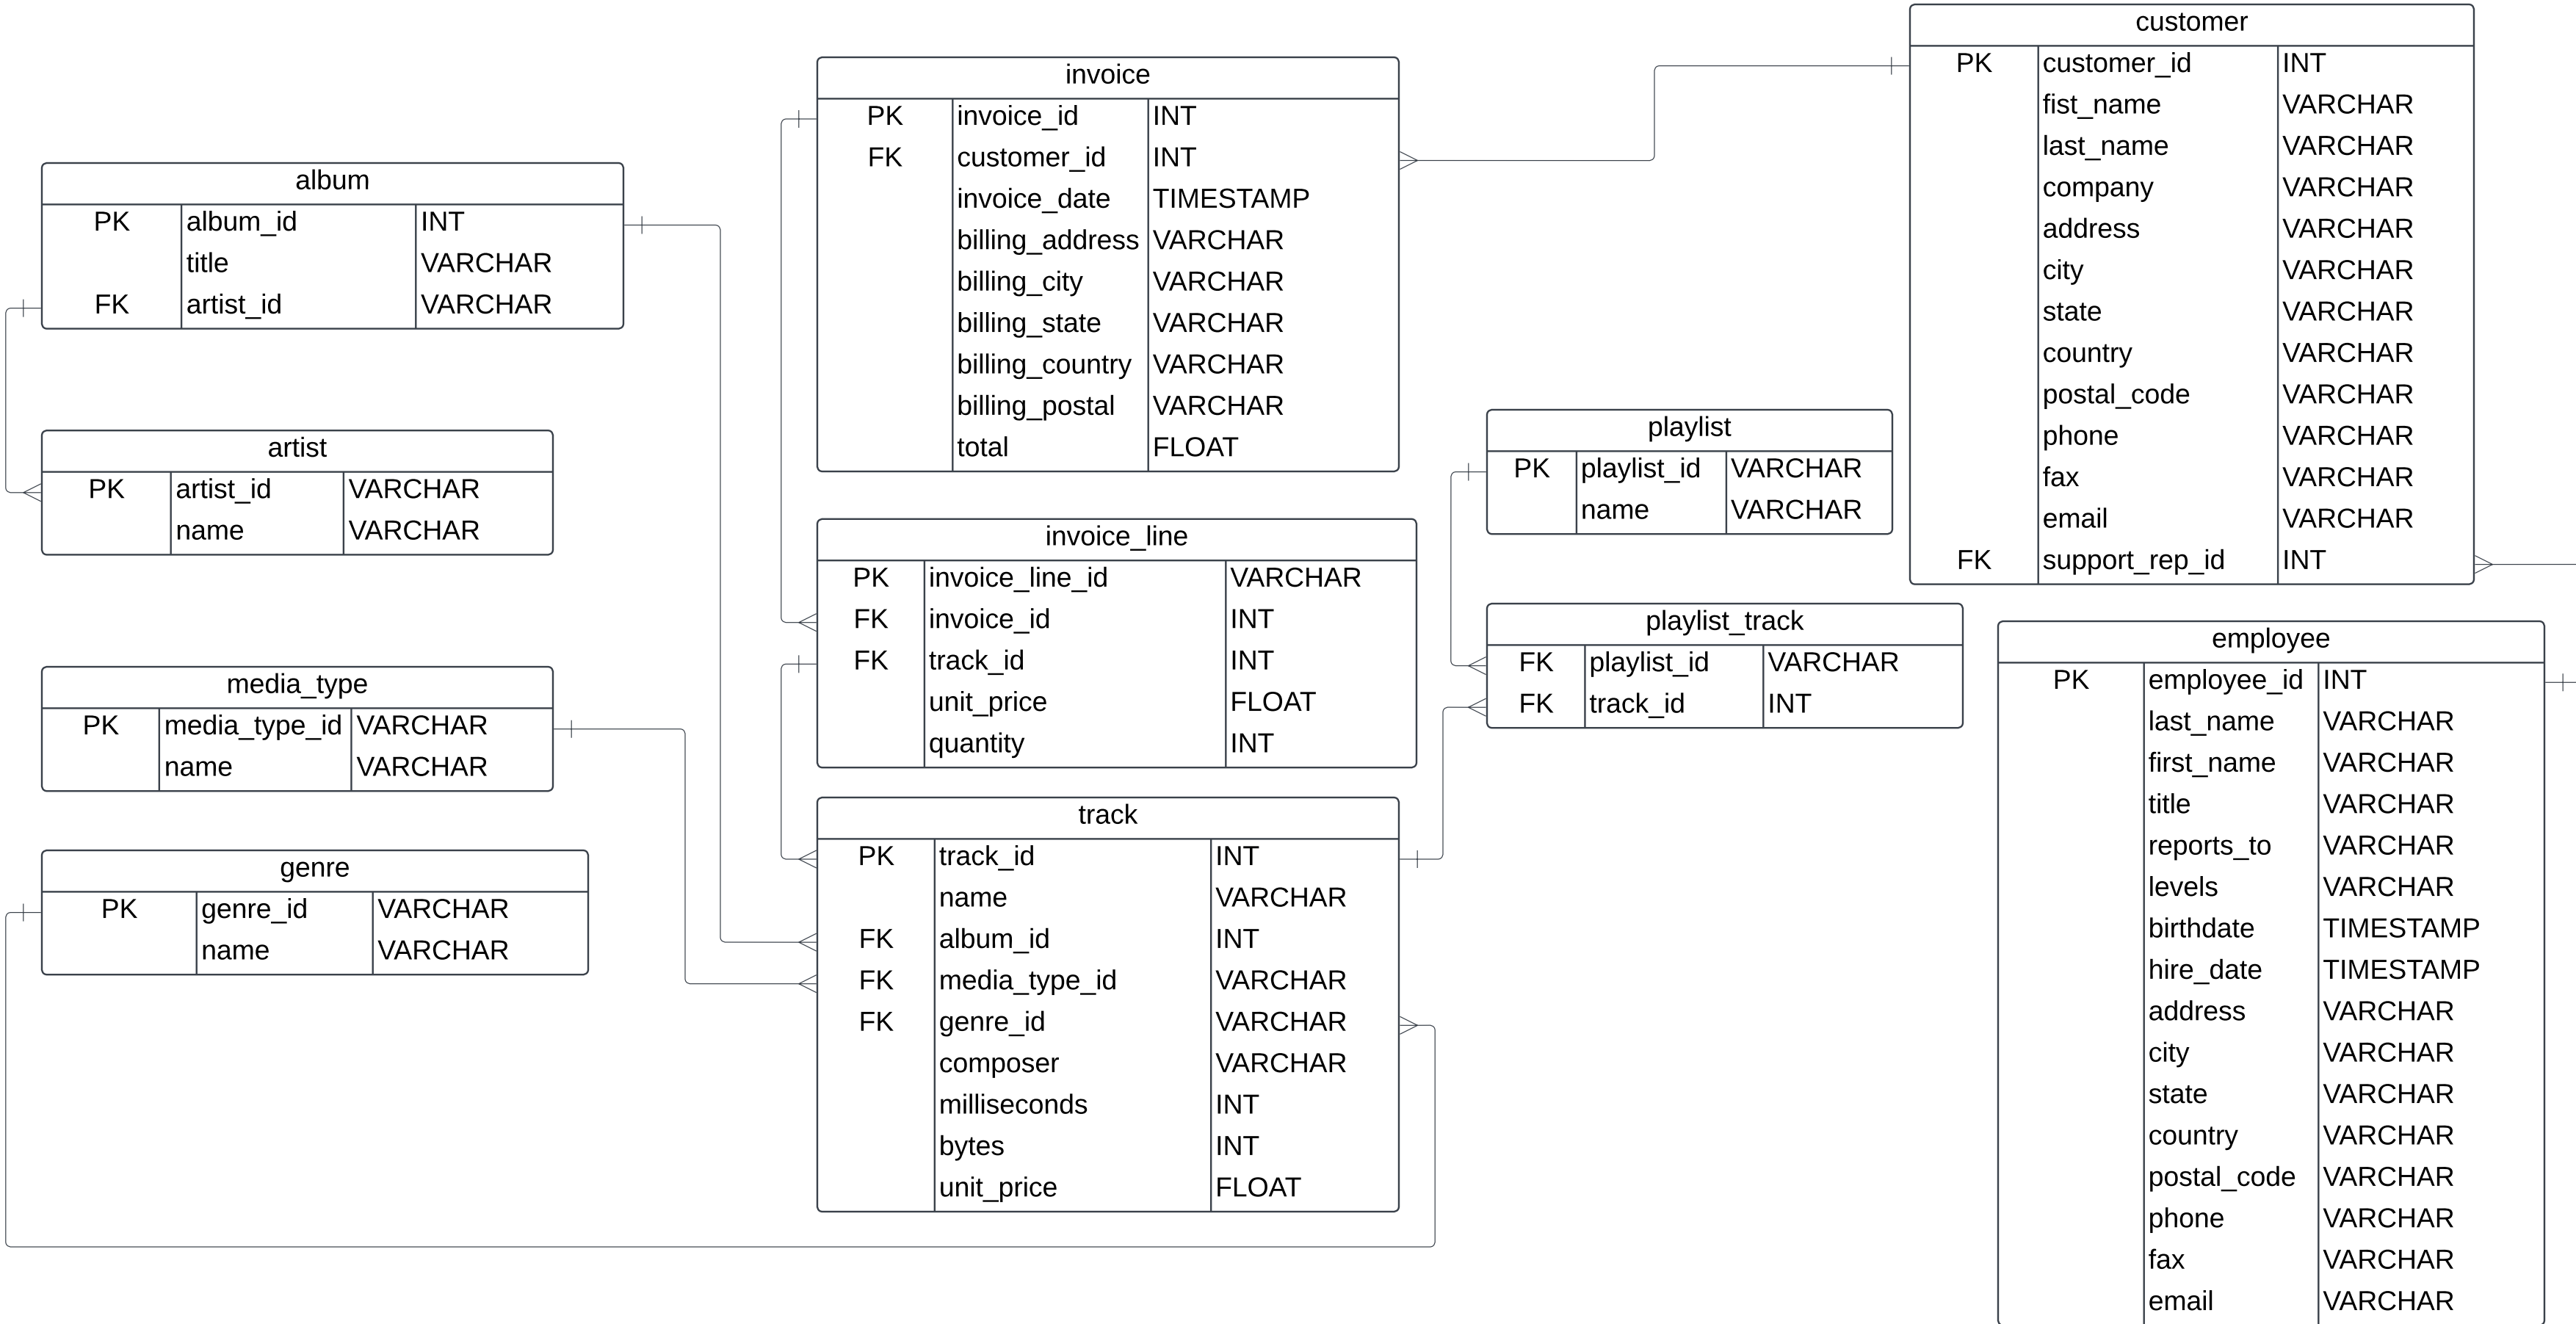 album
PK album_id INT
title VARCHAR
FK artist_id VARCHAR
artist
PK artist_id VARCHAR
name VARCHAR
media_type
PK media_type_id VARCHAR
name VARCHAR
genre
PK genre_id VARCHAR
name VARCHAR
invoice
PK invoice_id INT
FK customer_id INT
invoice_date TIMESTAMP
billing_address VARCHAR
billing_city VARCHAR
billing_state VARCHAR
billing_country VARCHAR
billing_postal VARCHAR
total FLOAT
invoice_line
PK invoice_line_id VARCHAR
FK invoice_id INT
FK track_id INT
unit_price FLOAT
quantity INT
track
PK track_id INT
name VARCHAR
FK album_id INT
FK media_type_id VARCHAR
FK genre_id VARCHAR
composer VARCHAR
milliseconds INT
bytes INT
unit_price FLOAT
playlist
PK playlist_id VARCHAR
name VARCHAR
playlist_track
FK playlist_id VARCHAR
FK track_id INT
customer
PK customer_id INT
fist_name VARCHAR
last_name VARCHAR
company VARCHAR
address VARCHAR
city VARCHAR
state VARCHAR
country VARCHAR
postal_code VARCHAR
phone VARCHAR
fax VARCHAR
email VARCHAR
FK support_rep_id INT
employee
PK employee_id INT
last_name VARCHAR
first_name VARCHAR
title VARCHAR
reports_to VARCHAR
levels VARCHAR
birthdate TIMESTAMP
hire_date TIMESTAMP
address VARCHAR
city VARCHAR
state VARCHAR
country VARCHAR
postal_code VARCHAR
phone VARCHAR
fax VARCHAR
email VARCHAR